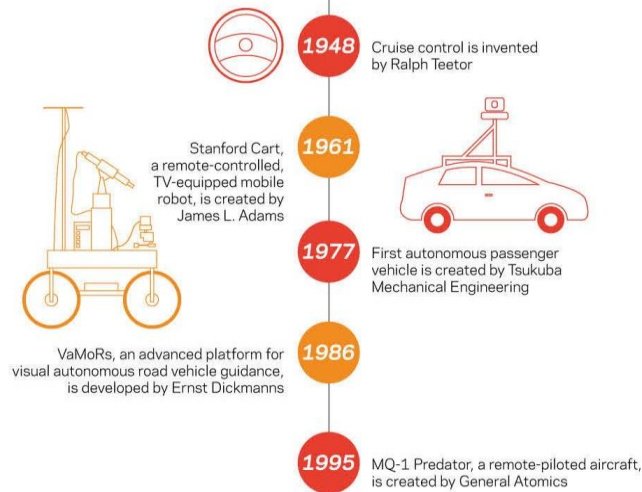 1948
Cruise control is invented
by Ralph Teetor
1961
Stanford Cart,
a remote-controlled,
TV-equipped mobile
robot, is created by
James L. Adams
1977
First autonomous passenger
vehicle is created by Tsukuba
Mechanical Engineering
1986
VaMoRs, an advanced platform for
visual autonomous road vehicle guidance,
is developed by Ernst Dickmanns
1995
MQ-1 Predator, a remote-piloted aircraft,
is created by General Atomics